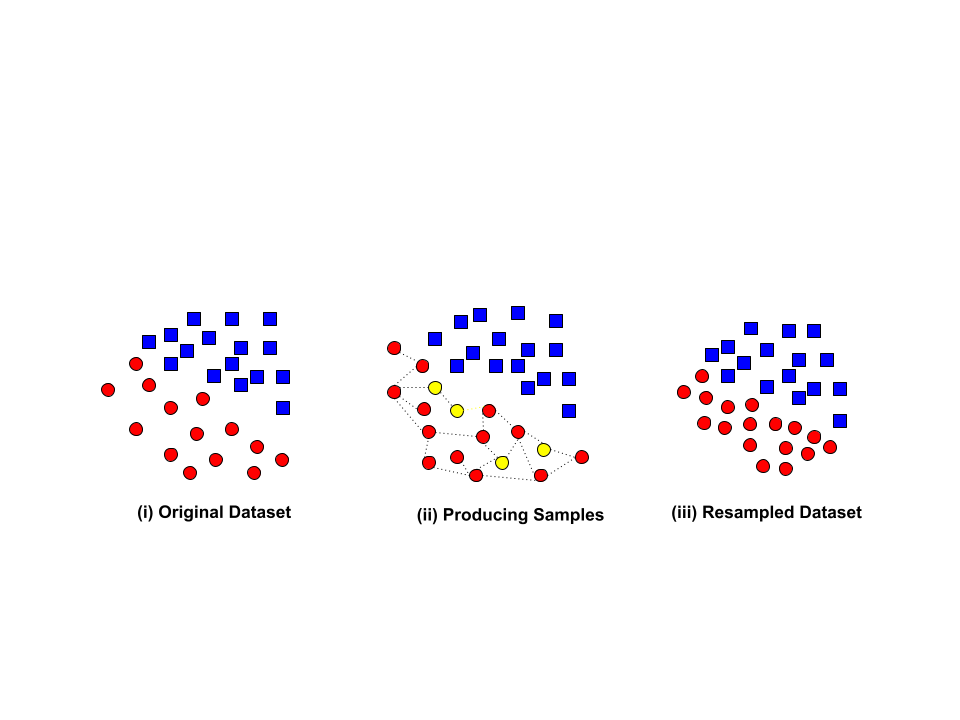 (i) Original Dataset
(ii) Producing Samples
(iii) Resampled Dataset